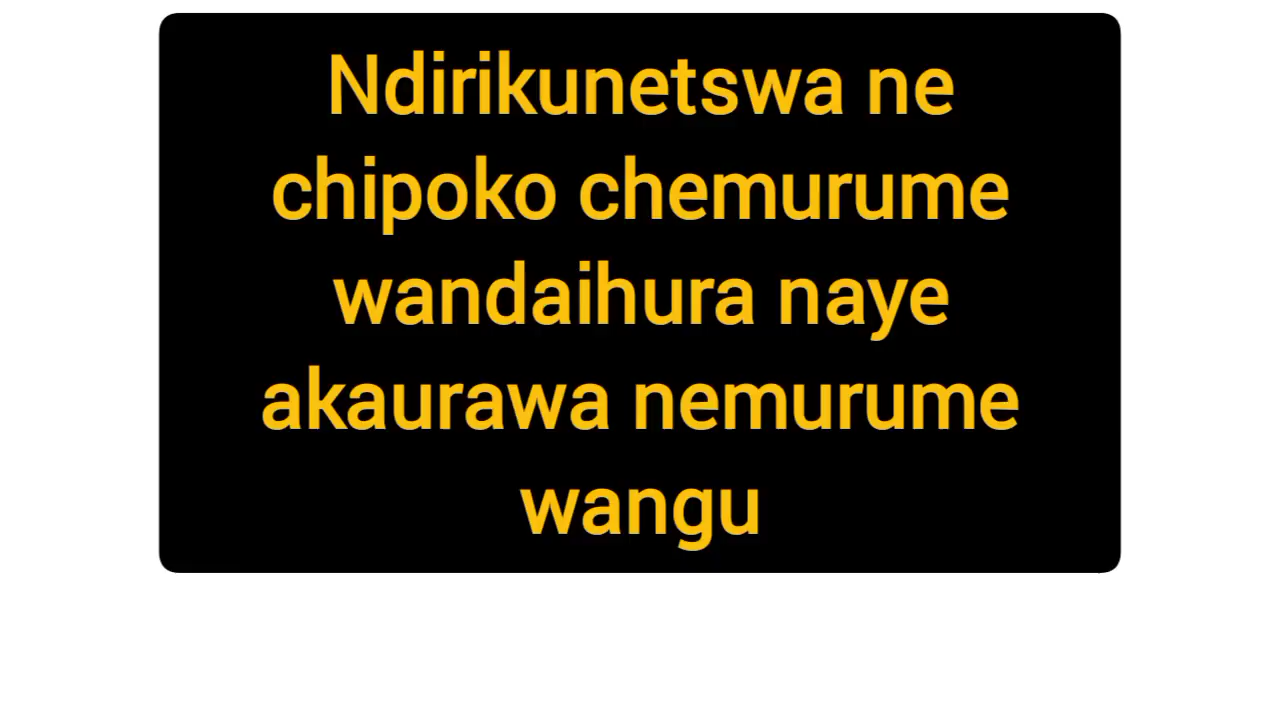 Ndirikunetswa ne
chipoko chemurume
wandaihura naye
akaurawa nemurume
wangu